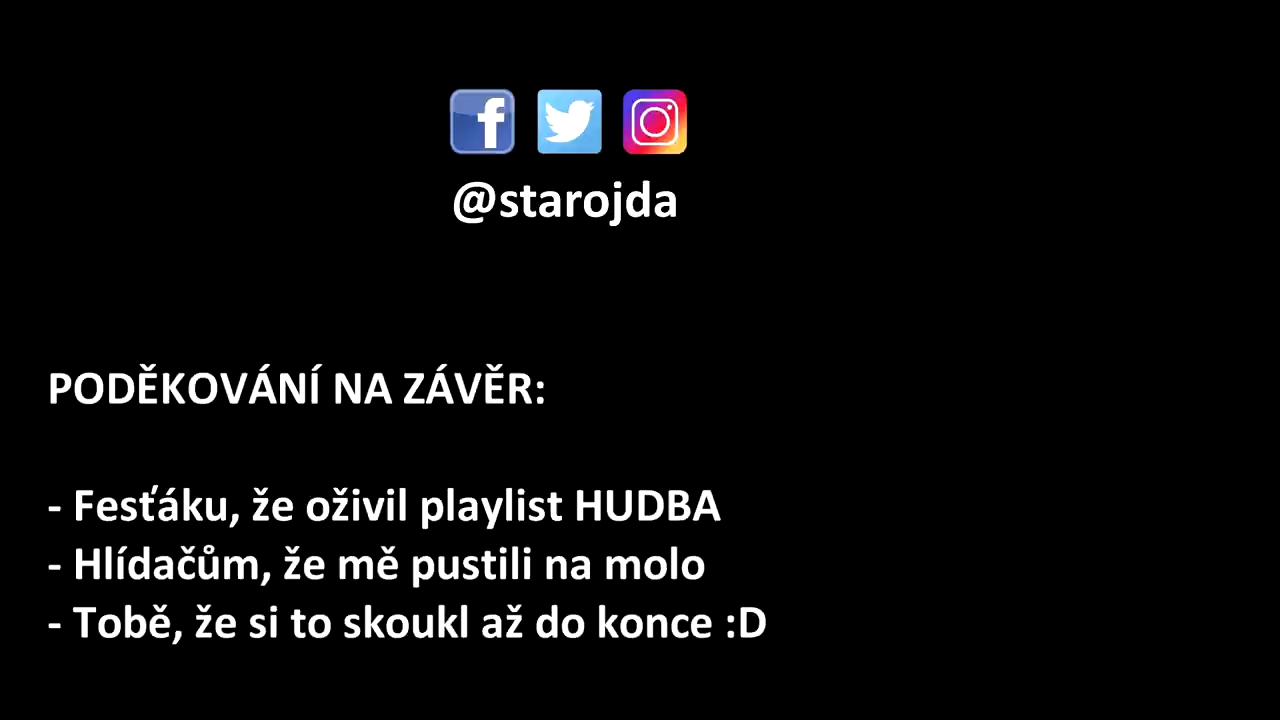 @starojda
PODĚKOVÁNÍ NA ZÁVĚR:
- Fesťáku, že oživil playlist HUDBA
- Hlídačům, že mě pustili na molo
- Tobě, že si to skoukl až do konce :D